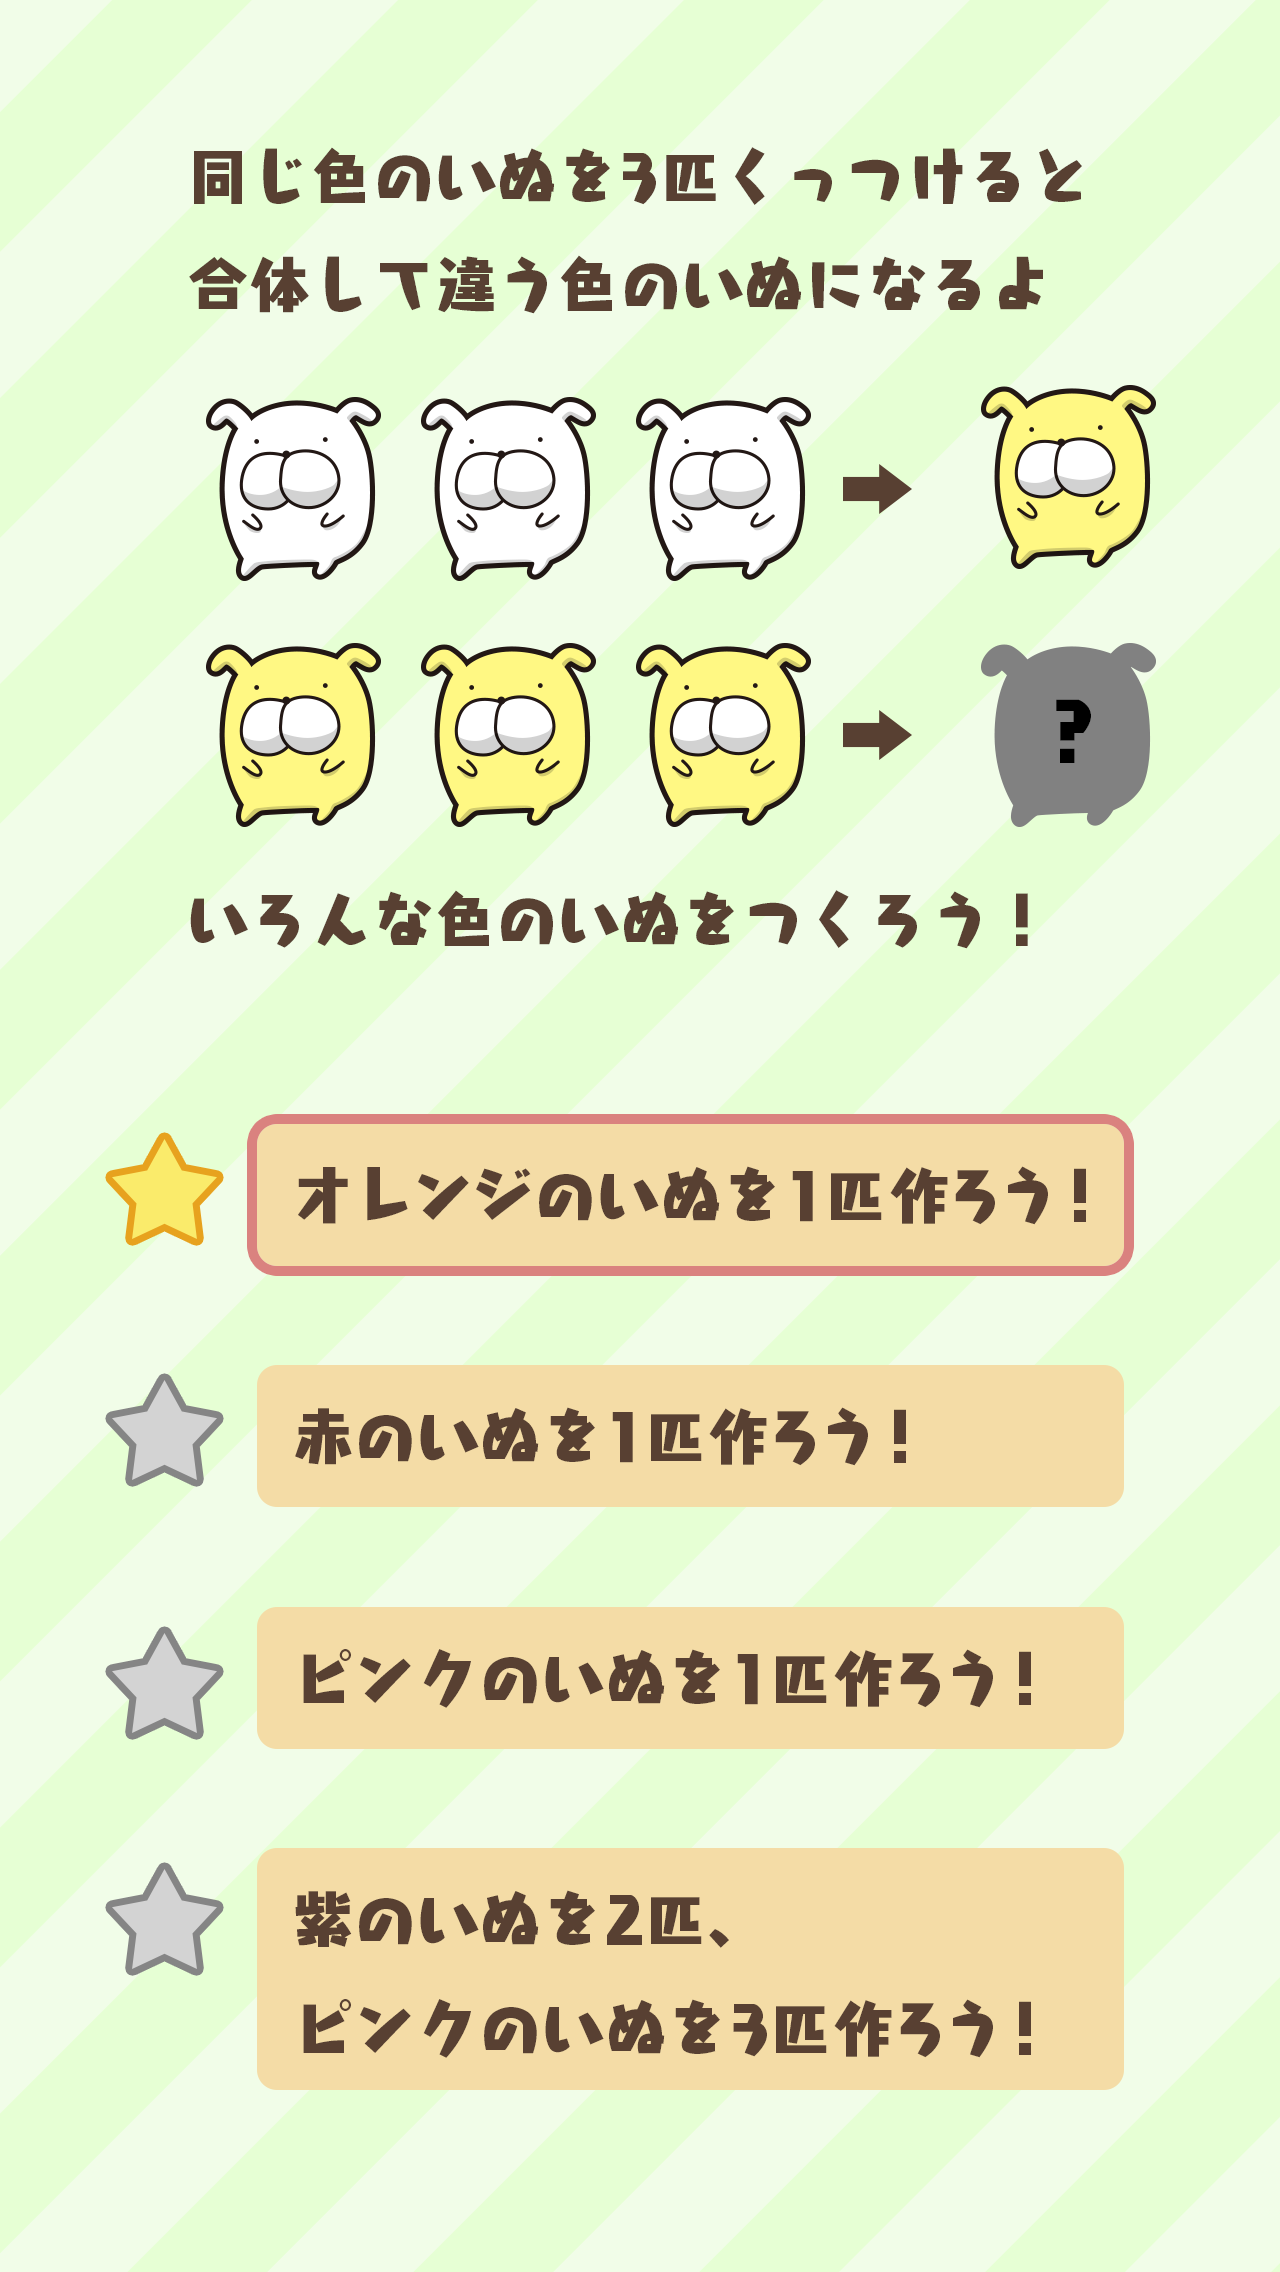 同じ色のいぬを3匹くっつけると
合体して違う色のいぬになるよ
?
いろんな色のいぬをつくろう!
オレンジのいぬを1匹作ろう!
赤のいぬを1匹作ろう!
ピンクのいぬを1匹作ろう!
紫のいぬを2匹、
ピンクのいぬを3匹作ろう!